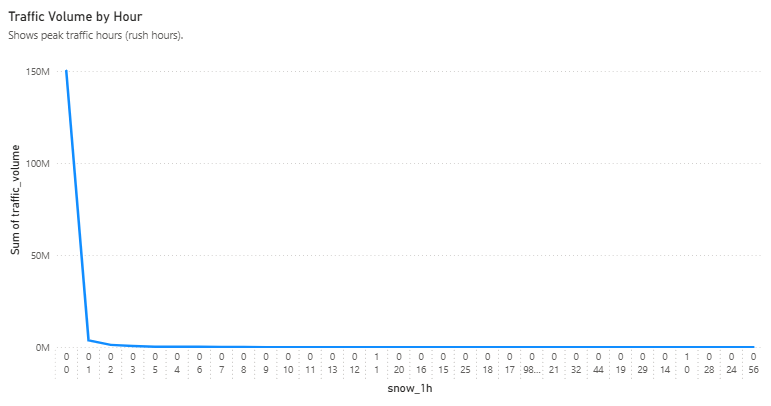 Traffic Volume by Hour
Shows peak traffic hours (rush hours).
150M
100M
50M
0M
Sum of traffic_volume
0 0 0 0 0 0 0 0 0 0 0 0 0 0 1 0 0 0 0 0 0 0 0 0 0 0 0 0 1 0 0 0
0 1 2 3 5 4 6 7 8 9 10 11 13 12 1 20 16 15 25 18 17 98... 21 32 44 19 29 14 0 28 24 56
snow_1h